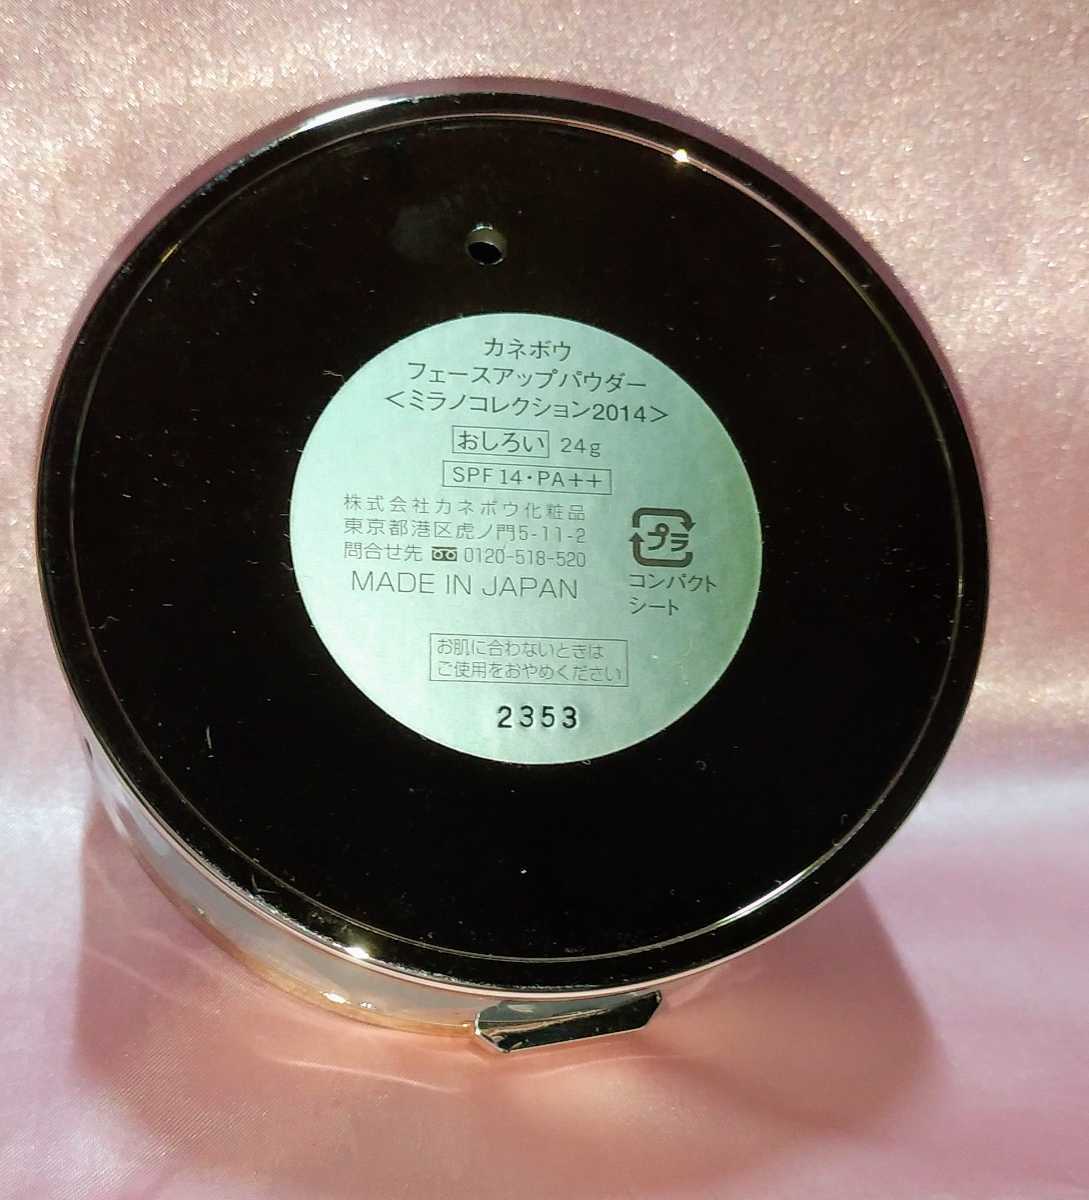 カネボウ
フェースアップパウダー
＜ミラノコレクション2014＞
おしろい 24g
SPF 14・PA++
株式会社カネボウ化粧品
東京都港区虎ノ門5-11-2
問合せ先 0120-518-520
MADE IN JAPAN
プラ
コンパクト
シート
お肌に合わないときは
ご使用をおやめください
2353